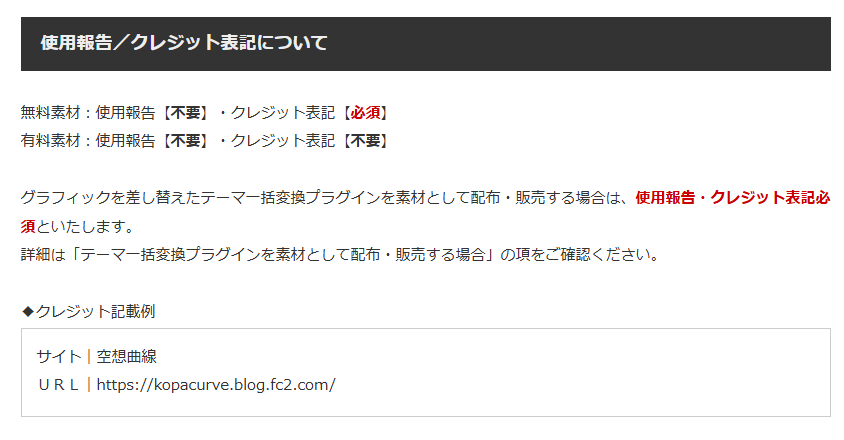 使用報告／クレジット表記について
無料素材：使用報告【不要】・クレジット表記【必須】
有料素材：使用報告【不要】・クレジット表記【不要】
グラフィックを差し替えたテーマ一括変換プラグインを素材として配布・販売する場合は、使用報告・クレジット表記必
須といたします。
詳細は「テーマ一括変換プラグインを素材として配布・販売する場合」の項をご確認ください。
◆クレジット記載例
サイト｜空想曲線
ＵＲＬ｜https://kopacurve.blog.fc2.com/